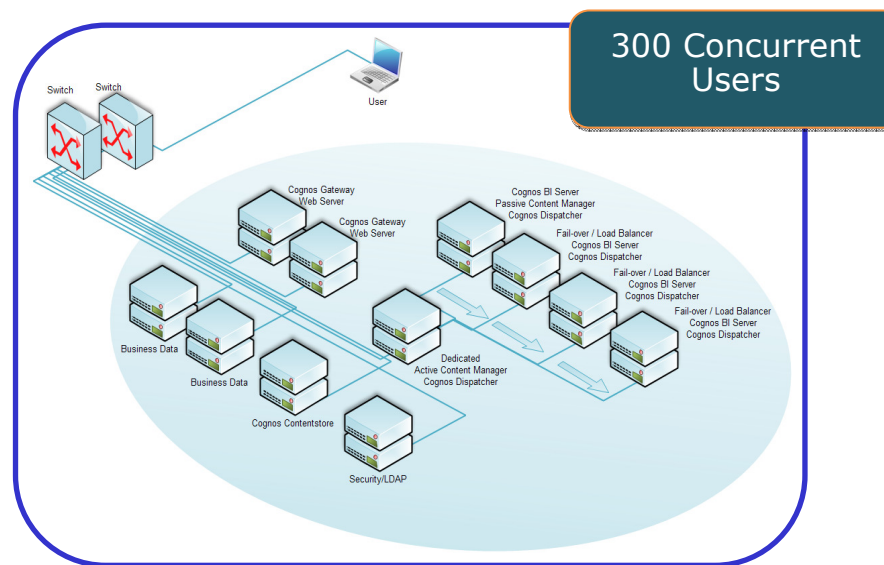 300 Concurrent
Users
Switch
Switch
User
Cognos Gateway
Web Server
Cognos Gateway
Web Server
Cognos BI Server
Passive Content Manager
Cognos Dispatcher
Fail-over / Load Balancer
Cognos BI Server
Cognos Dispatcher
Fail-over / Load Balancer
Cognos BI Server
Cognos Dispatcher
Fail-over / Load Balancer
Cognos BI Server
Cognos Dispatcher
Business Data
Business Data
Dedicated
Active Content Manager
Cognos Dispatcher
Cognos Contentstore
Security/LDAP